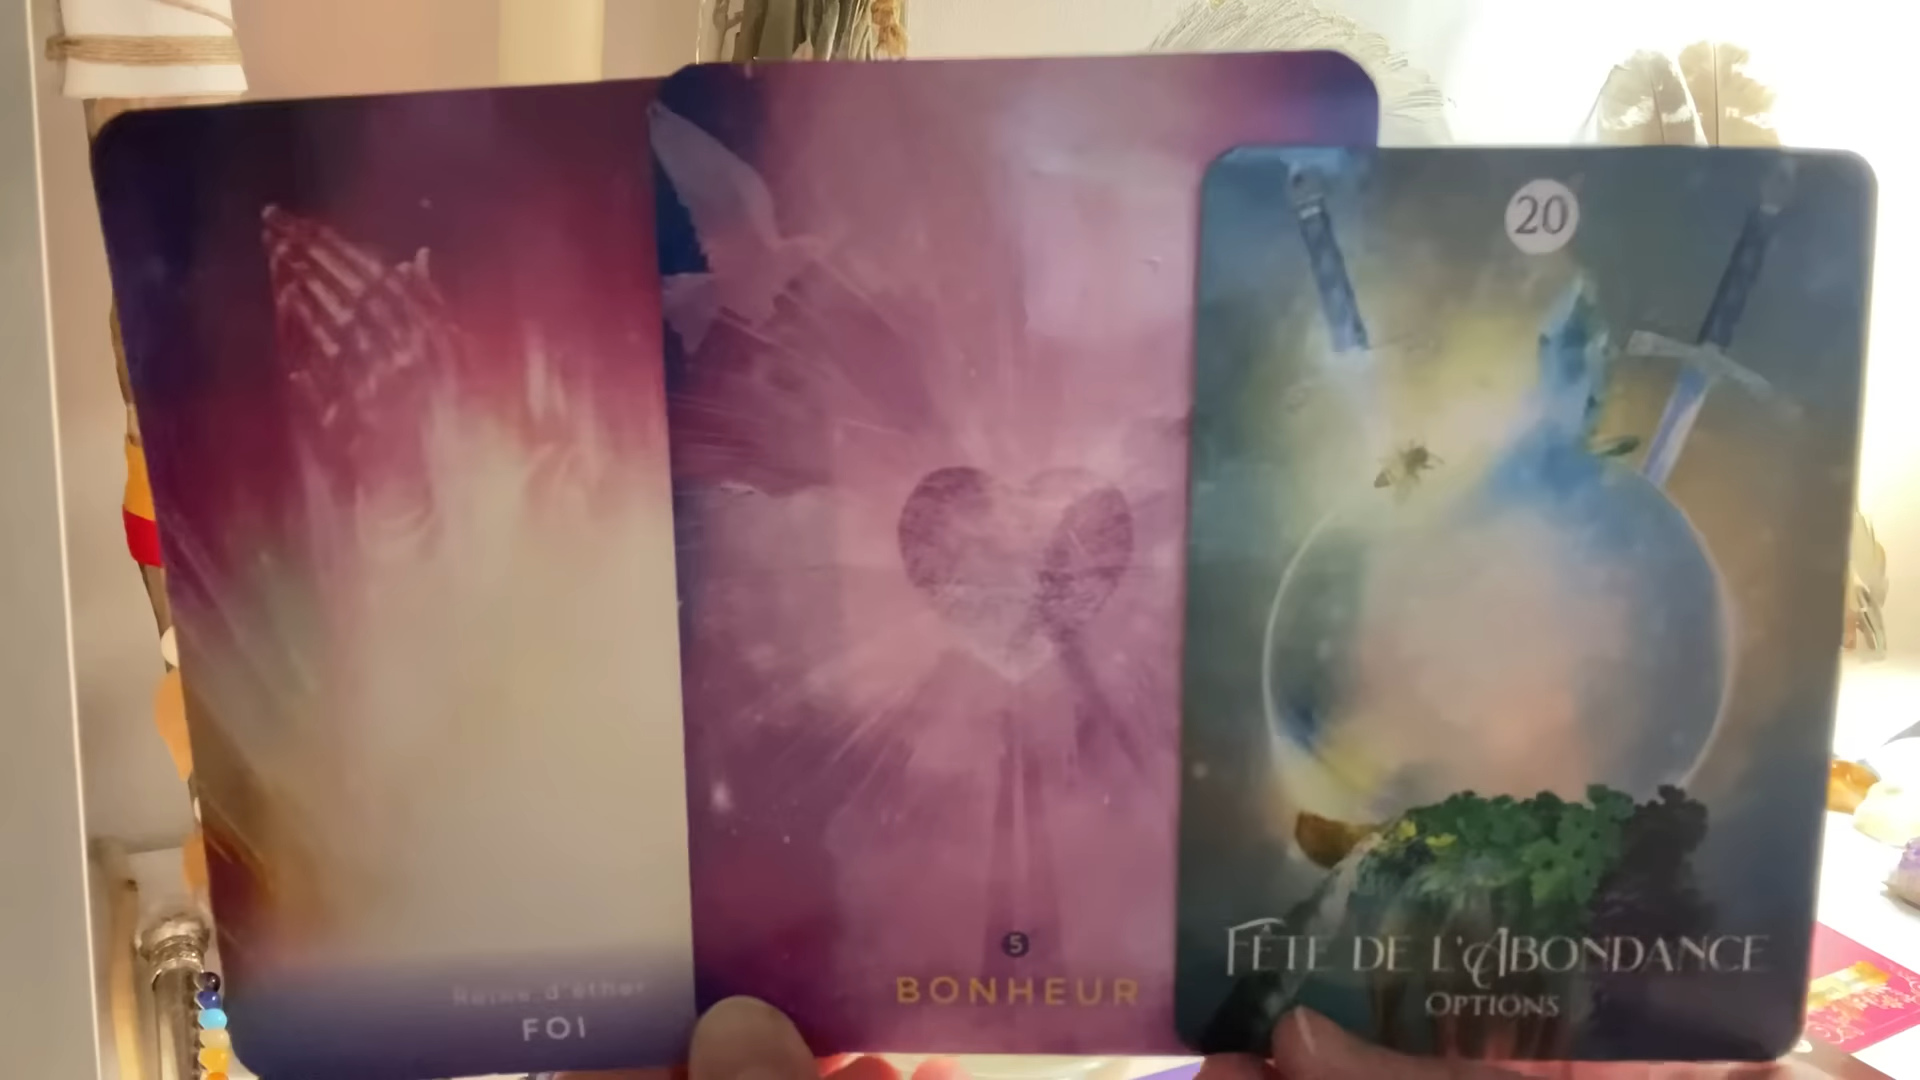 Reine d'éther
FOI
5
BONHEUR
20
FÊTE DE L'ABONDANCE
OPTIONS